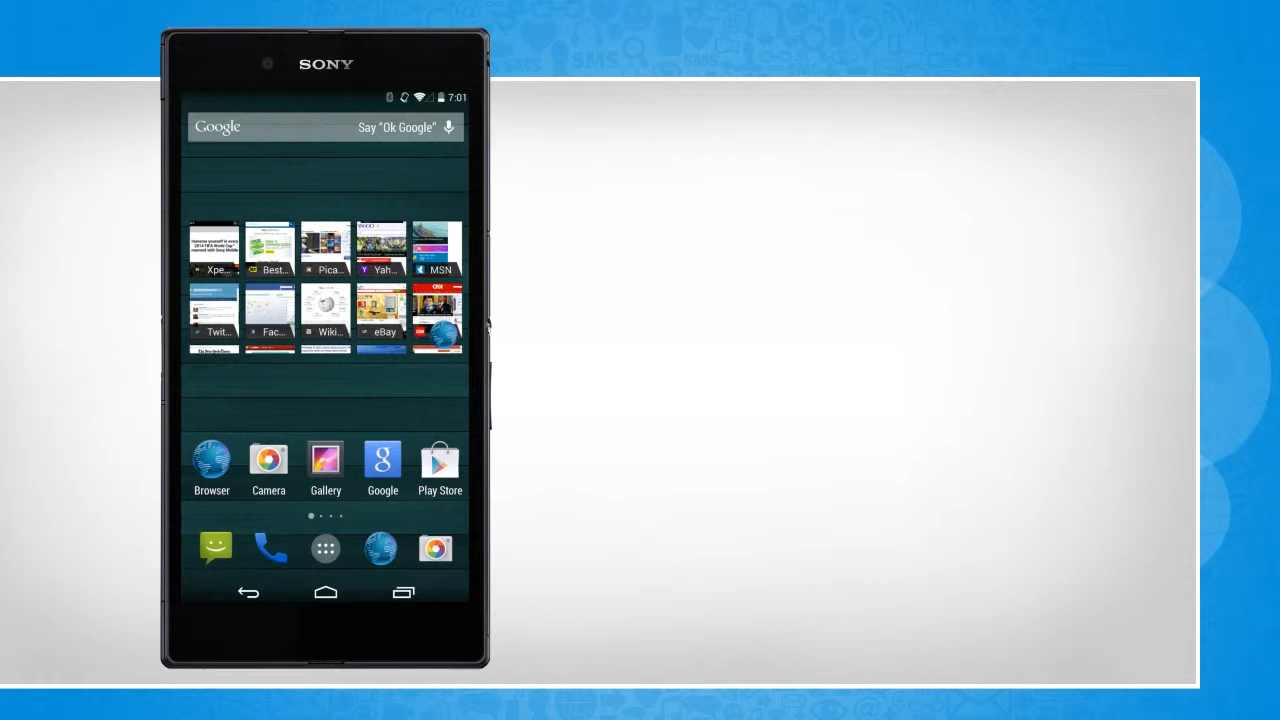 SONY
7:01
Google
Say "Ok Google"
Xpe...
Best...
Pica...
Yah...
MSN
Twit...
Fac...
Wiki...
eBay
Browser
Camera
Gallery
Google
Play Store